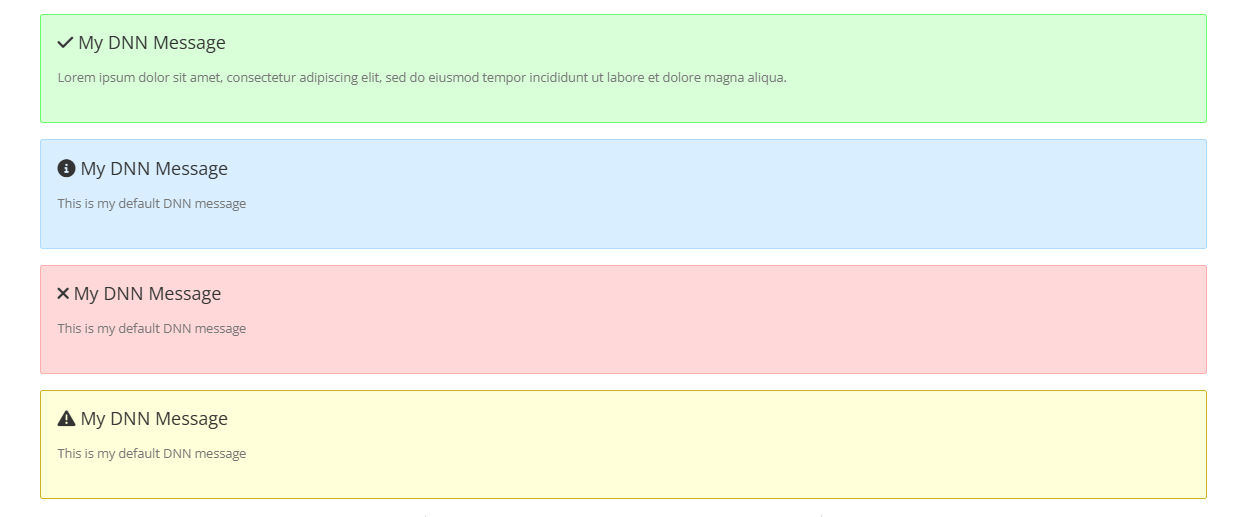 My DNN Message
Lorem ipsum dolor sit amet, consectetur adipiscing elit, sed do eiusmod tempor incididunt ut labore et dolore magna aliqua.
My DNN Message
This is my default DNN message
My DNN Message
This is my default DNN message
My DNN Message
This is my default DNN message